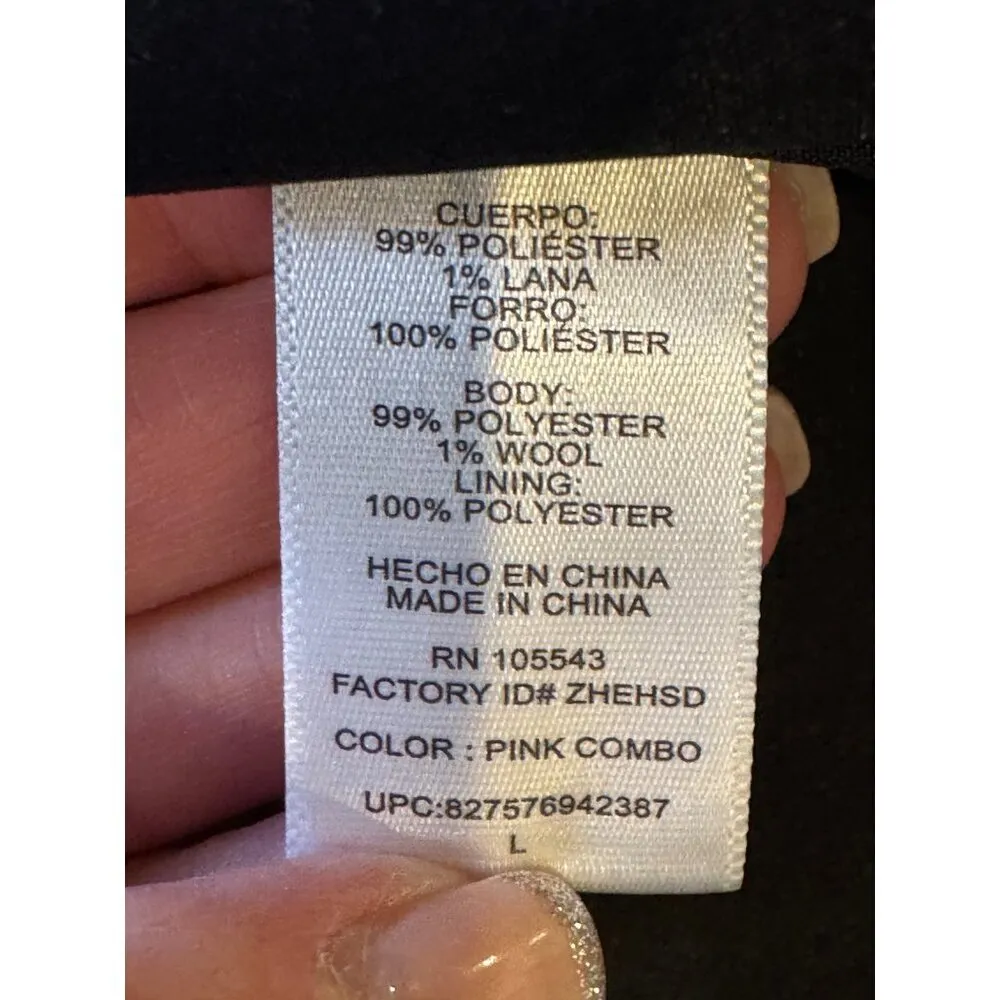 CUERPO:
99% POLIÉSTER
1% LANA
FORRO:
100% POLIÉSTER
BODY:
99% POLYESTER
1% WOOL
LINING:
100% POLYESTER
HECHO EN CHINA
MADE IN CHINA
RN 105543
FACTORY ID# ZHEHSD
COLOR : PINK COMBO
UPC:827576942387
L